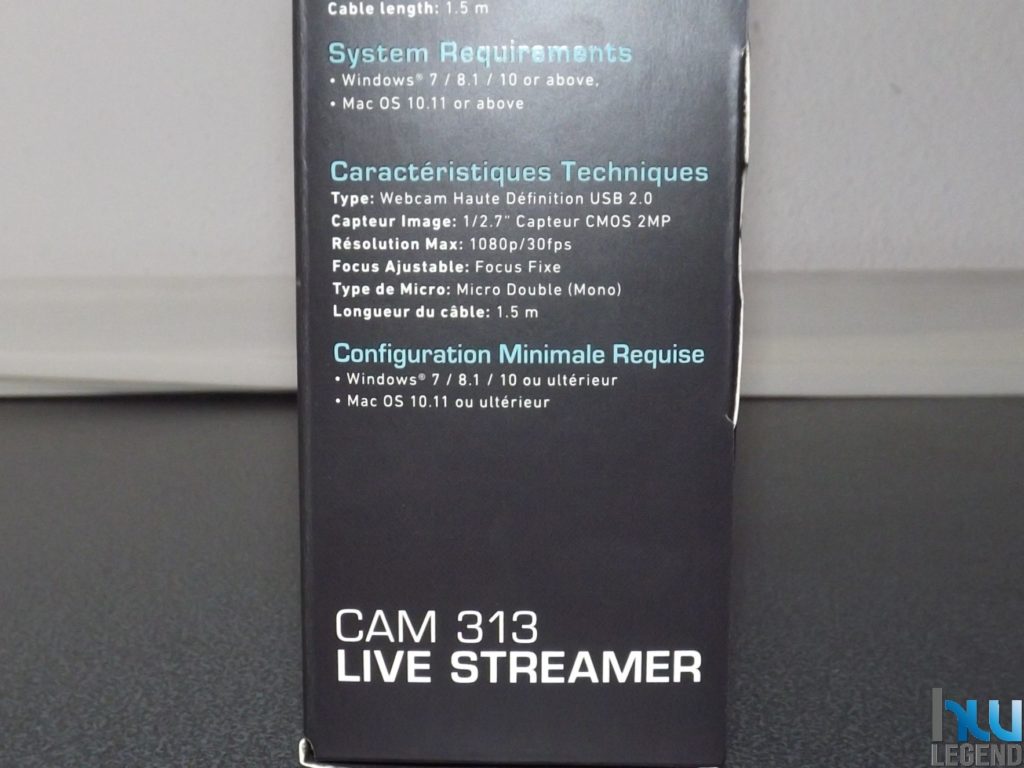 Cable length: 1.5 m
System Requirements
• Windows® 7 / 8.1 / 10 or above,
• Mac OS 10.11 or above
Caractéristiques Techniques
Type: Webcam Haute Définition USB 2.0
Capteur Image: 1/2.7" Capteur CMOS 2MP
Résolution Max: 1080p/30fps
Focus Ajustable: Focus Fixe
Type de Micro: Micro Double (Mono)
Longueur du câble: 1.5 m
Configuration Minimale Requise
• Windows® 7 / 8.1 / 10 ou ultérieur
• Mac OS 10.11 ou ultérieur
CAM 313
LIVE STREAMER
hw
LEGEND